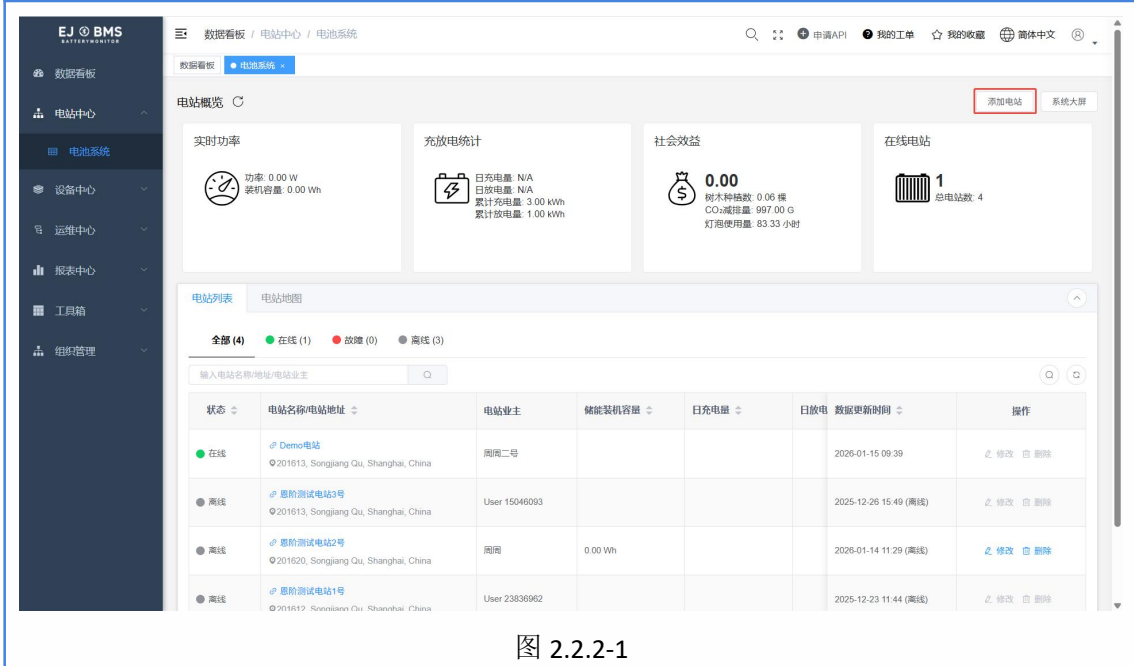 EJ BMS
BATTERYMONITOR
数据看板 / 电站中心 / 电池系统
申请API 我的工单 我的收藏 简体中文
数据看板 电池系统 ×
数据看板
电站中心
电池系统
设备中心
运维中心
报表中心
工具箱
组织管理
电站概览
添加电站 系统大屏
实时功率
功率: 0.00 W
装机容量: 0.00 Wh
充放电统计
日充电量: N/A
日放电量: N/A
累计充电量: 3.00 kWh
累计放电量: 1.00 kWh
社会效益
0.00
树木种植数: 0.06 棵
CO₂减排量: 997.00 G
灯泡使用量: 83.33 小时
在线电站
1
总电站数: 4
电站列表 电站地图
全部 (4) 在线 (1) 故障 (0) 离线 (3)
输入电站名称/地址/电站业主
状态 电站名称/电站地址 电站业主 储能装机容量 日充电量 日放电 数据更新时间 操作
在线 Demo电站 周周二号 2026-01-15 09:39 修改 删除
201613, Songjiang Qu, Shanghai, China
离线 恩阶测试电站3号 User 15046093 2025-12-26 15:49 (离线) 修改 删除
201613, Songjiang Qu, Shanghai, China
离线 恩阶测试电站2号 周周 0.00 Wh 2026-01-14 11:29 (离线) 修改 删除
201620, Songjiang Qu, Shanghai, China
离线 恩阶测试电站1号 User 23836962 2025-12-23 11:44 (离线) 修改 删除
201612, Songjiang Qu, Shanghai, China
图 2.2.2-1